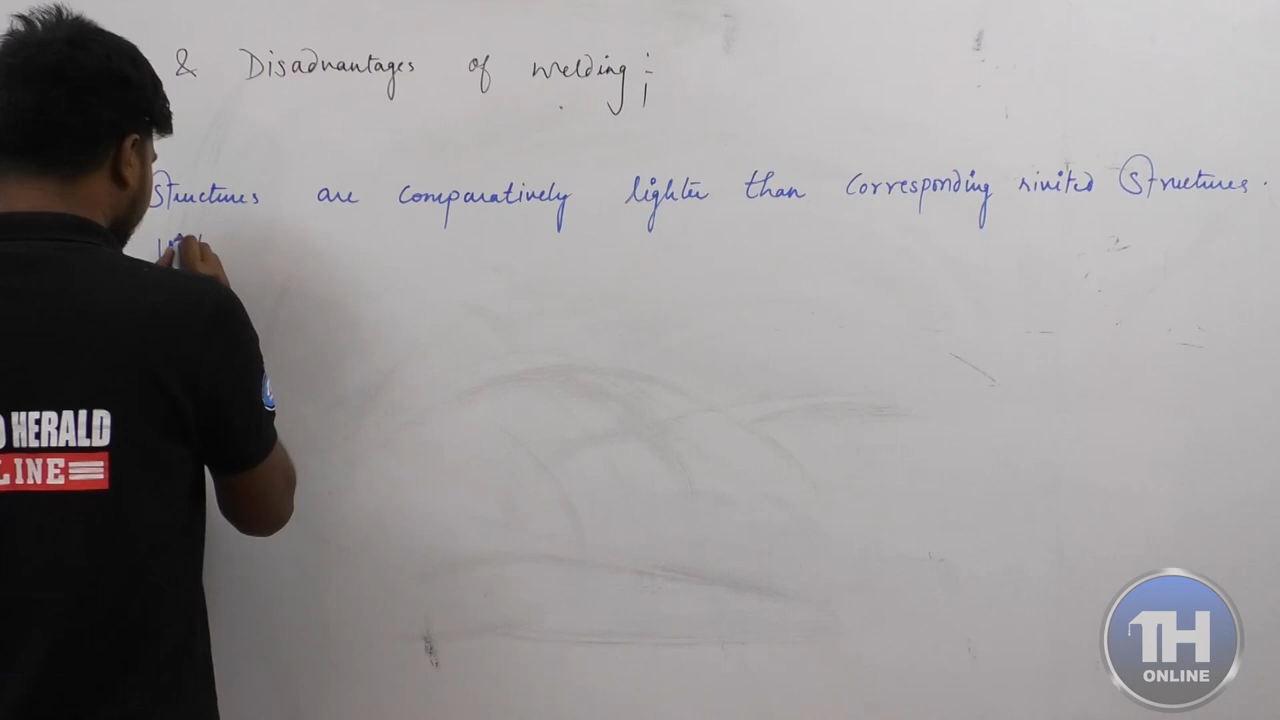 & Disadvantages of welding :-
Structures are comparatively lighter than corresponding rivited Structures.
HERALD
LINE
TH
ONLINE